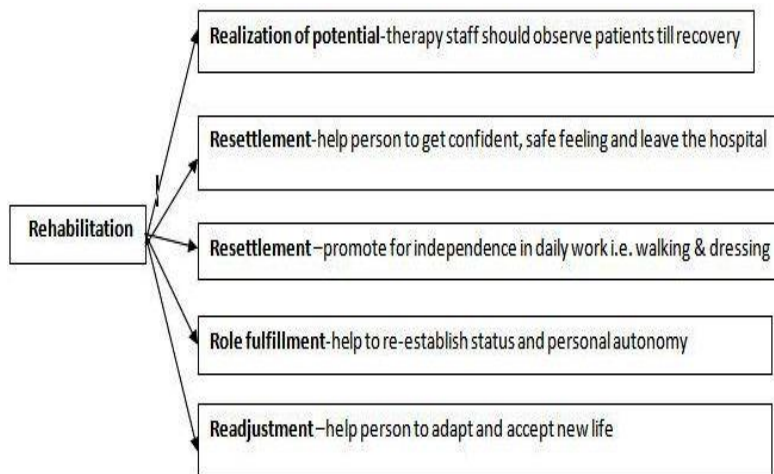 Realization of potential-therapy staff should observe patients till recovery
Resettlement-help person to get confident, safe feeling and leave the hospital
Rehabilitation
Resettlement –promote for independence in daily work i.e. walking & dressing
Role fulfillment-help to re-establish status and personal autonomy
Readjustment –help person to adapt and accept new life